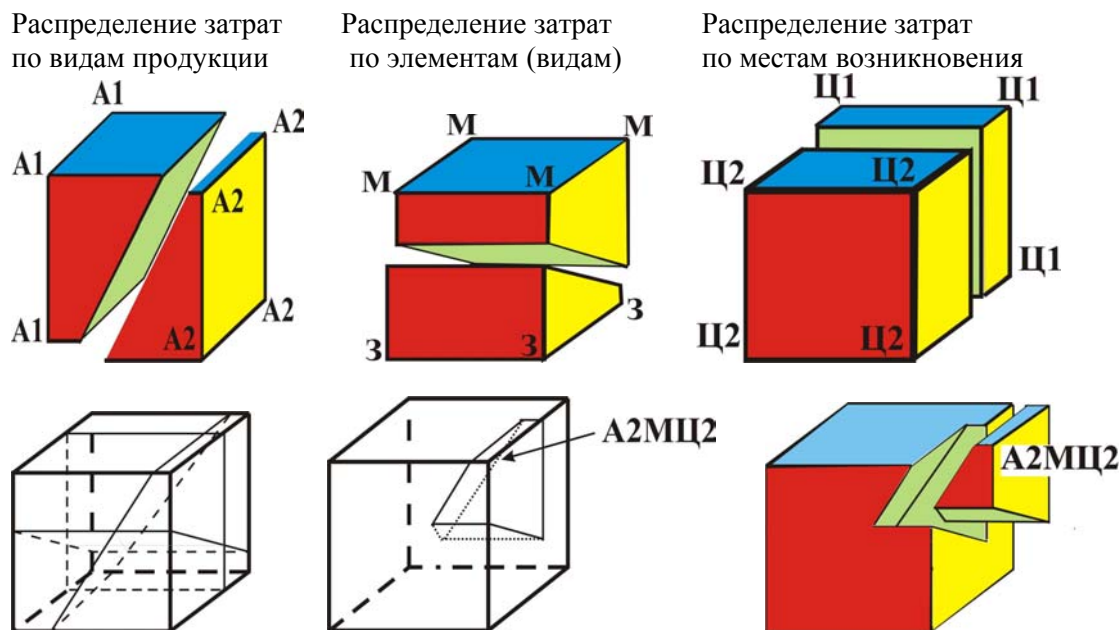 Распределение затрат
по видам продукции
Распределение затрат
по элементам (видам)
Распределение затрат
по местам возникновения
А1
А2
А1
А2
А1
А2
А2
М
М
М
М
З
З
З
Ц1
Ц1
Ц2
Ц2
Ц1
Ц2
Ц2
А2МЦ2
А2МЦ2